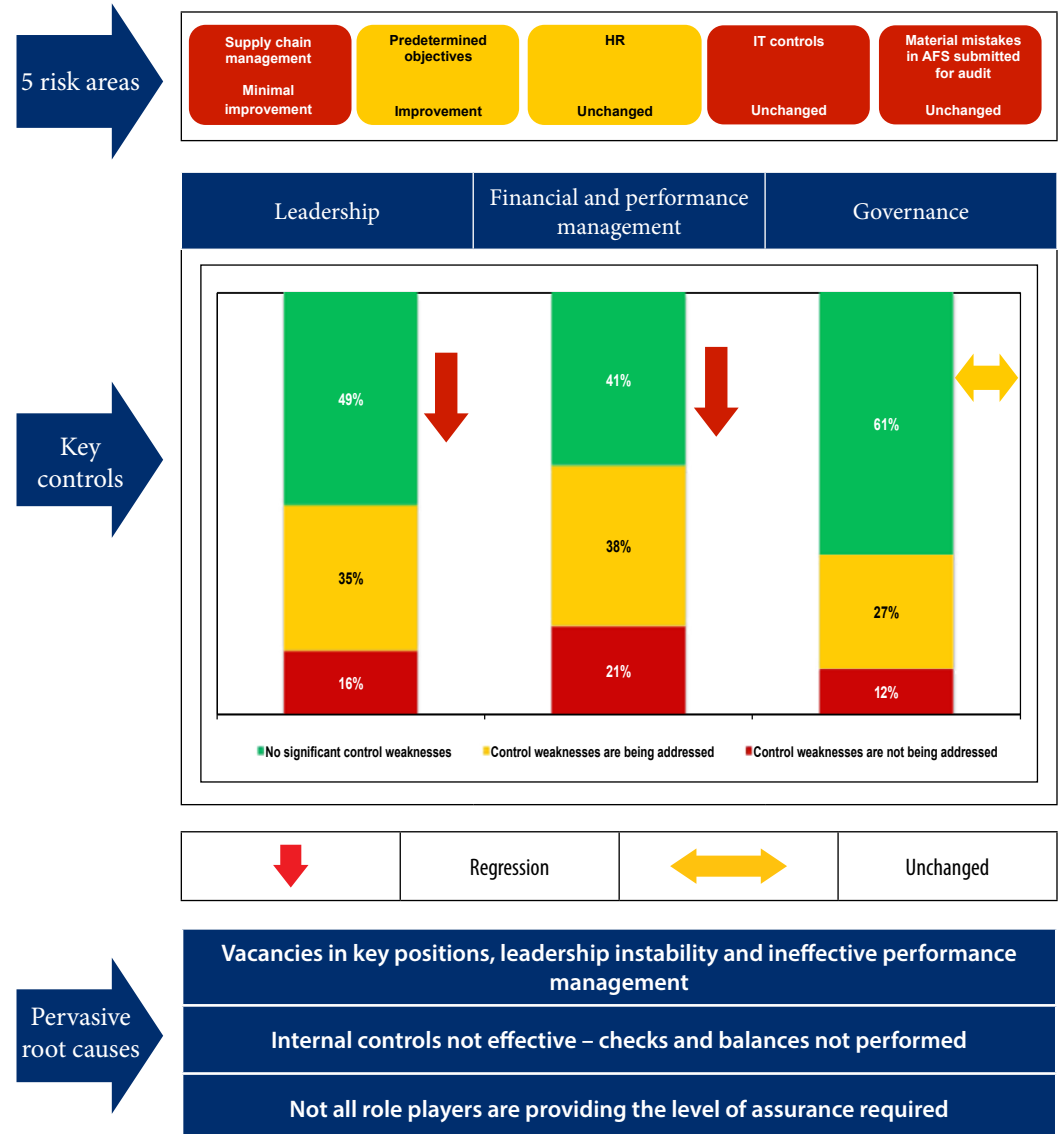 5 risk areas
Supply chain
management
Minimal
improvement
Predetermined
objectives
Improvement
HR
Unchanged
IT controls
Unchanged
Material mistakes
in AFS submitted
for audit
Unchanged
Leadership
Financial and performance
management
Governance
Key
controls
49%
35%
16%
41%
38%
21%
61%
27%
12%
No significant control weaknesses
Control weaknesses are being addressed
Control weaknesses are not being addressed
Regression
Unchanged
Pervasive
root causes
Vacancies in key positions, leadership instability and ineffective performance
management
Internal controls not effective – checks and balances not performed
Not all role players are providing the level of assurance required